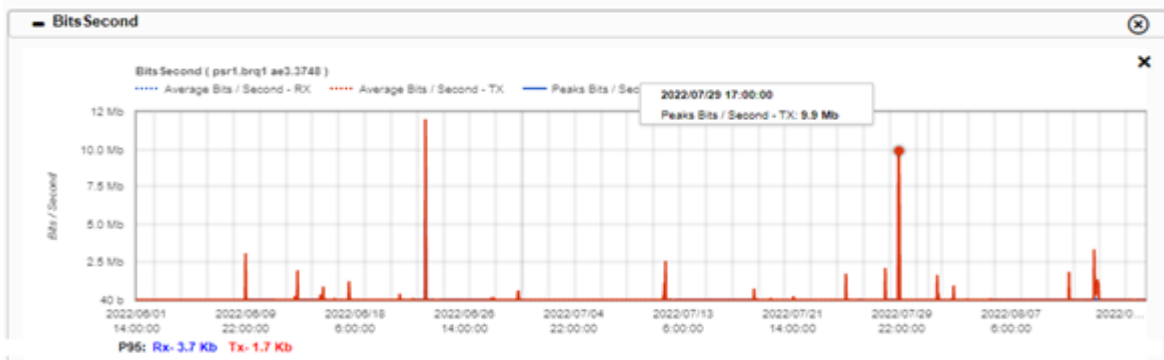 Bits Second
Bits Second ( psr1.brq1 ae3.3748 )
Average Bits / Second - RX Average Bits / Second - TX Peaks Bits / Sec
2022/07/29 17:00:00
Peaks Bits / Second - TX: 9.9 Mb
12 Mb
10.0 Mb
7.5 Mb
5.0 Mb
2.5 Mb
40 b
Bits / Second
2022/06/01 2022/06/09 2022/06/18 2022/06/26 2022/07/04 2022/07/13 2022/07/21 2022/07/29 2022/08/07 2022/0...
14:00:00 22:00:00 6:00:00 14:00:00 22:00:00 6:00:00 14:00:00 22:00:00 6:00:00
P95: Rx- 3.7 Kb Tx- 1.7 Kb